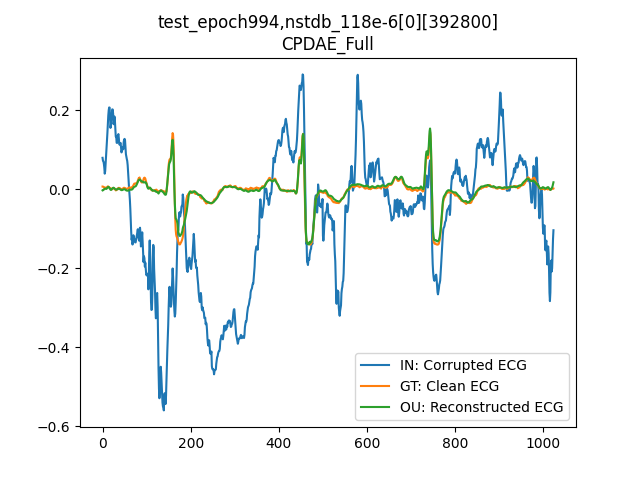 test_epoch994,nstdb_118e-6[0][392800]
CPDAE_Full
0.2
0.0
−0.2
−0.4
−0.6
0 200 400 600 800 1000
IN: Corrupted ECG
GT: Clean ECG
OU: Reconstructed ECG